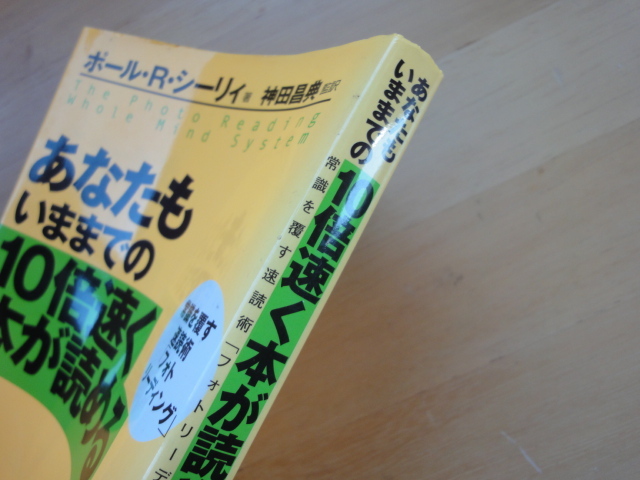 ポール・R・シーリィ 著 神田昌典 監訳
The Photo Reading
Whole Mind System
あなたも
いままでの
10倍速く
本が読める
常識を覆す
速読術
フォト
リーディング」
あなたも
いままでの
10倍速く本が読
常識を覆す速読術「フォトリーデ